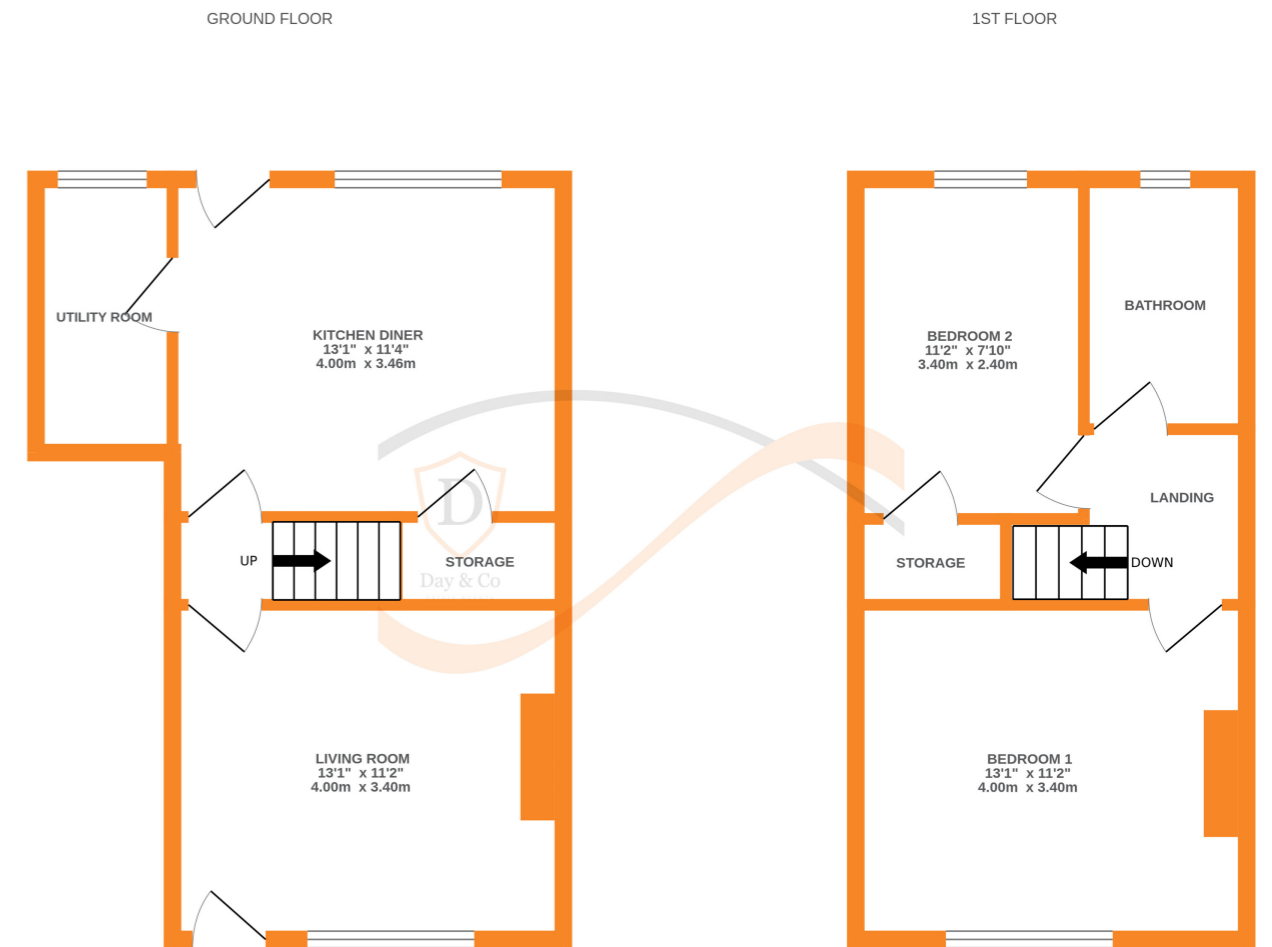 GROUND FLOOR
1ST FLOOR
UTILITY ROOM
KITCHEN DINER
13'1" x 11'4"
4.00m x 3.46m
UP
STORAGE
D
Day & Co
LIVING ROOM
13'1" x 11'2"
4.00m x 3.40m
BEDROOM 2
11'2" x 7'10"
3.40m x 2.40m
BATHROOM
LANDING
STORAGE
DOWN
BEDROOM 1
13'1" x 11'2"
4.00m x 3.40m